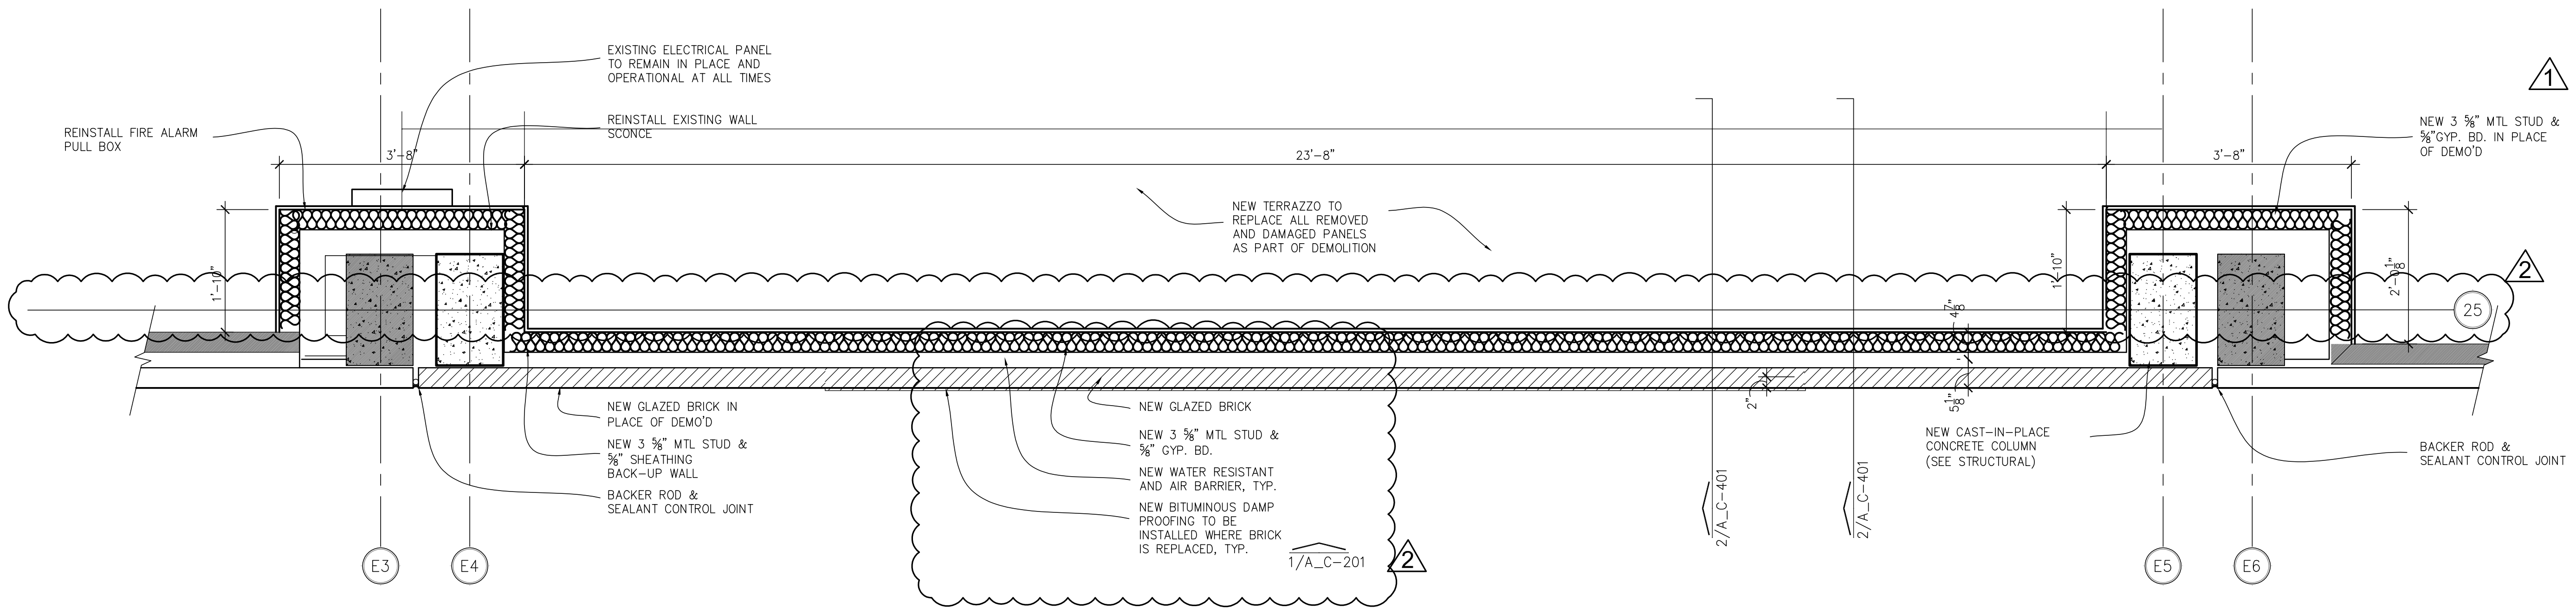 EXISTING ELECTRICAL PANEL
TO REMAIN IN PLACE AND
OPERATIONAL AT ALL TIMES
REINSTALL FIRE ALARM
PULL BOX
REINSTALL EXISTING WALL
SCONCE
1
NEW 3 ⅝" MTL STUD &
⅝"GYP. BD. IN PLACE
OF DEMO'D
3'-8"
23'-8"
3'-8"
NEW TERRAZZO TO
REPLACE ALL REMOVED
AND DAMAGED PANELS
AS PART OF DEMOLITION
1'-10"
1'-10"
2'-0⅛"
2
4⅞"
25
2"
5⅛"
NEW GLAZED BRICK IN
PLACE OF DEMO'D
NEW 3 ⅝" MTL STUD &
⅝" SHEATHING
BACK-UP WALL
BACKER ROD &
SEALANT CONTROL JOINT
NEW GLAZED BRICK
NEW 3 ⅝" MTL STUD &
⅝" GYP. BD.
NEW WATER RESISTANT
AND AIR BARRIER, TYP.
NEW BITUMINOUS DAMP
PROOFING TO BE
INSTALLED WHERE BRICK
IS REPLACED, TYP.
1/A_C-201
2
2/A_C-401
2/A_C-401
NEW CAST-IN-PLACE
CONCRETE COLUMN
(SEE STRUCTURAL)
BACKER ROD &
SEALANT CONTROL JOINT
E3
E4
E5
E6